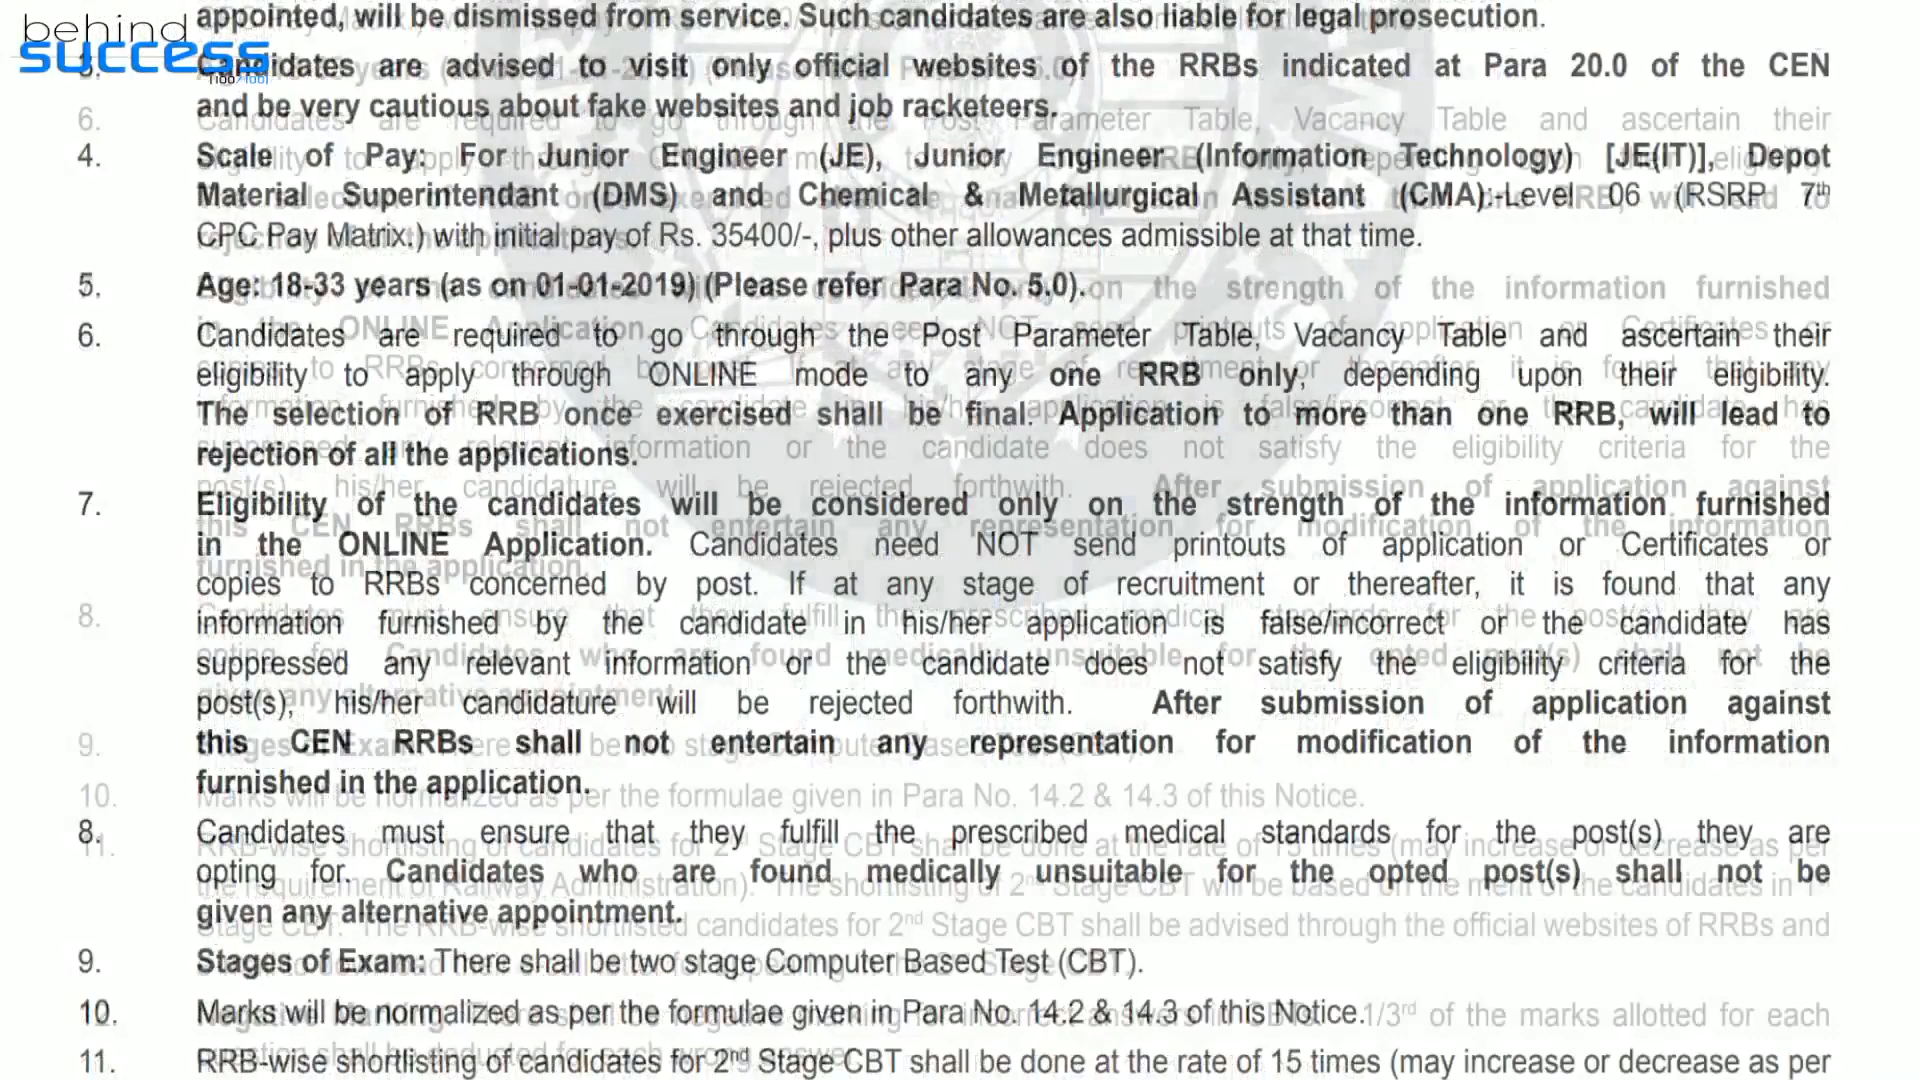 behind
success
appointed, will be dismissed from service. Such candidates are also liable for legal prosecution.
3. Candidates are advised to visit only official websites of the RRBs indicated at Para 20.0 of the CEN
and be very cautious about fake websites and job racketeers.
4. Scale of Pay: For Junior Engineer (JE), Junior Engineer (Information Technology) [JE(IT)], Depot
Material Superintendant (DMS) and Chemical & Metallurgical Assistant (CMA):-Level 06 (RSRP 7th
CPC Pay Matrix.) with initial pay of Rs. 35400/-, plus other allowances admissible at that time.
5. Age: 18-33 years (as on 01-01-2019) (Please refer Para No. 5.0).
6. Candidates are required to go through the Post Parameter Table, Vacancy Table and ascertain their
eligibility to apply through ONLINE mode to any one RRB only, depending upon their eligibility.
The selection of RRB once exercised shall be final. Application to more than one RRB, will lead to
rejection of all the applications.
7. Eligibility of the candidates will be considered only on the strength of the information furnished
in the ONLINE Application. Candidates need NOT send printouts of application or Certificates or
copies to RRBs concerned by post. If at any stage of recruitment or thereafter, it is found that any
information furnished by the candidate in his/her application is false/incorrect or the candidate has
suppressed any relevant information or the candidate does not satisfy the eligibility criteria for the
post(s), his/her candidature will be rejected forthwith. After submission of application against
this CEN RRBs shall not entertain any representation for modification of the information
furnished in the application.
8. Candidates must ensure that they fulfill the prescribed medical standards for the post(s) they are
opting for. Candidates who are found medically unsuitable for the opted post(s) shall not be
given any alternative appointment.
9. Stages of Exam: There shall be two stage Computer Based Test (CBT).
10. Marks will be normalized as per the formulae given in Para No. 14.2 & 14.3 of this Notice.
11. RRB-wise shortlisting of candidates for 2nd Stage CBT shall be done at the rate of 15 times (may increase or decrease as per